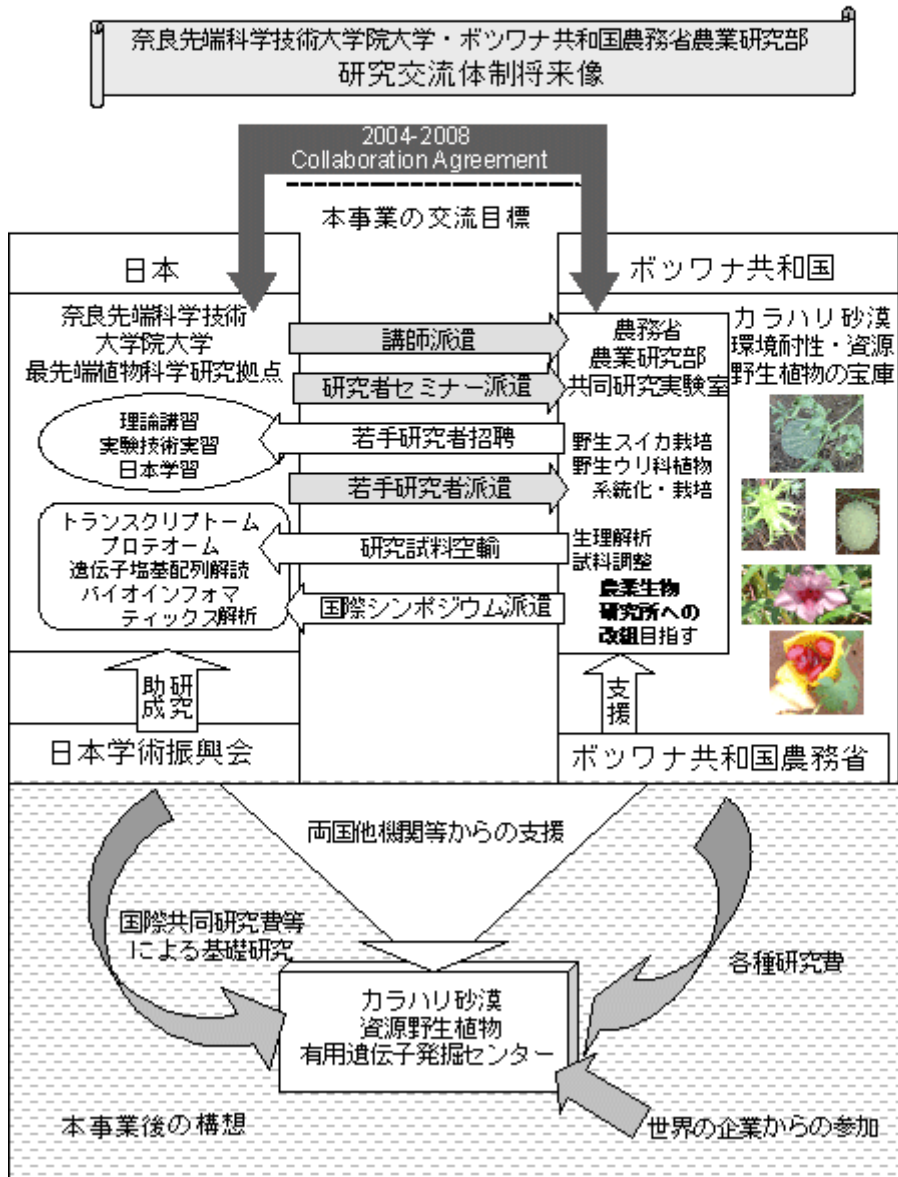 奈良先端科学技術大学院大学・ボツワナ共和国農務省農業研究部
研究交流体制将来像
2004-2008
Collaboration Agreement
本事業の交流目標
日本
奈良先端科学技術
大学院大学
最先端植物科学研究拠点
理論講習
実験技術実習
日本学習
トランスクリプトーム
プロテオーム
遺伝子塩基配列解読
バイオインフォマ
ティックス解析
講師派遣
研究者セミナー派遣
若手研究者招聘
若手研究者派遣
研究試料空輸
国際シンポジウム派遣
ボツワナ共和国
農務省
農業研究部
共同研究実験室
野生スイカ栽培
野生ウリ科植物
系統化・栽培
生理解析
試料調整
農業生物
研究所への
改組目指す
カラハリ砂漠
環境耐性・資源
野生植物の宝庫
助研
成究
日本学術振興会
支
援
ボツワナ共和国農務省
両国他機関等からの支援
国際共同研究費等
による基礎研究
各種研究費
カラハリ砂漠
資源野生植物
有用遺伝子発掘センター
本事業後の構想
世界の企業からの参加